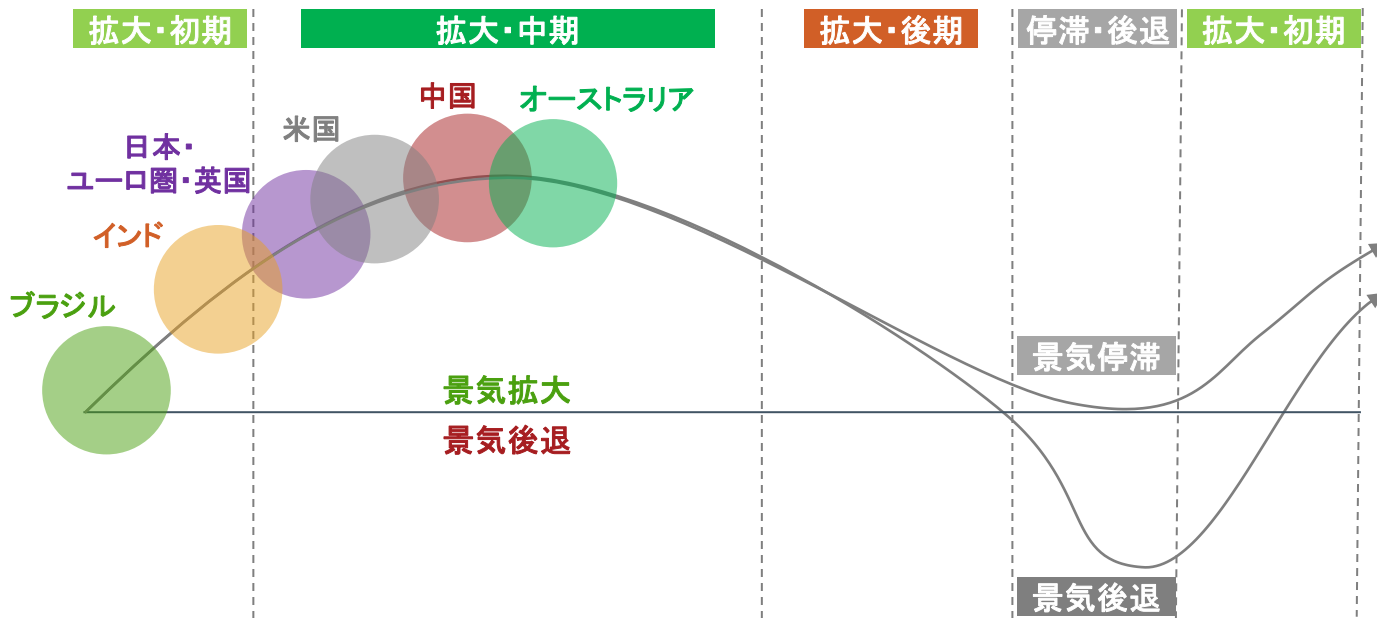 拡大・初期
拡大・中期
拡大・後期
停滞・後退
拡大・初期
中国
オーストラリア
米国
日本・
ユーロ圏・英国
インド
ブラジル
景気停滞
景気拡大
景気後退
景気後退